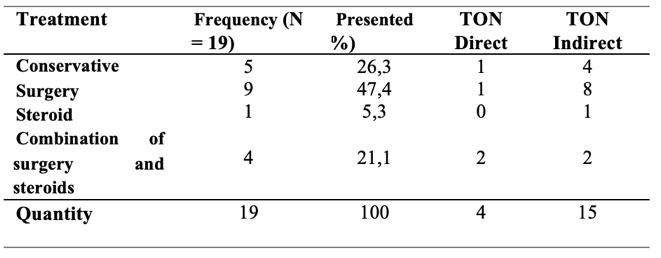 Treatment Frequency (N Presented TON TON
= 19) %) Direct Indirect
Conservative 5 26,3 1 4
Surgery 9 47,4 1 8
Steroid 1 5,3 0 1
Combination of
surgery and 4 21,1 2 2
steroids
Quantity 19 100 4 15